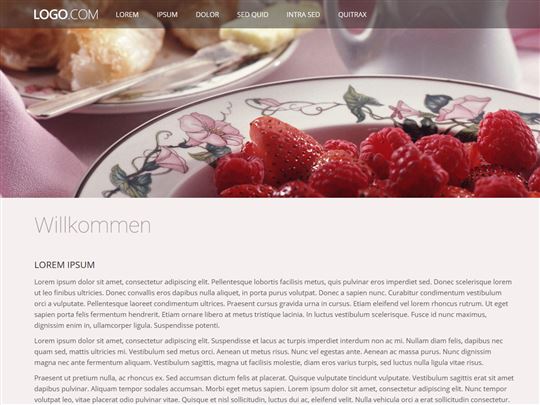 LOGO.COM LOREM IPSUM DOLOR SED QUID INTRA SED QUITRAX
Willkommen
LOREM IPSUM
Lorem ipsum dolor sit amet, consectetur adipiscing elit. Pellentesque lobortis facilisis metus, quis pulvinar eros imperdiet sed. Donec scelerisque lorem
ut leo finibus ultricies. Donec convallis eros dapibus nulla aliquet, in porta purus volutpat. Donec a sapien nunc. Curabitur condimentum vestibulum
orci a vulputate. Pellentesque laoreet condimentum ultrices. Praesent cursus gravida urna in cursus. Etiam eleifend vel lorem rhoncus commodo. Ut eget
sapien porta felis fermentum hendrerit. Etiam ornare libero at metus tristique lacinia. In luctus vestibulum scelerisque. Fusce id nunc maximus,
dignissim enim in, ullamcorper turpis. Suspendisse potenti.
Lorem ipsum dolor sit amet, consectetur adipiscing elit. Suspendisse et lacus ac turpis imperdiet interdum non ac mi. Nullam diam felis, dapibus nec
quam sed, mattis ultricies mi. Vestibulum sed metus orci. Aenean ut metus risus. Nunc vel egestas ante. Aenean ac massa purus. Nunc dignissim
magna nec ante fermentum aliquam. Vestibulum sagittis, magna ut facilisis molestie, diam eros varius turpis, sed luctus nulla ligula vitae risus.
Praesent ut pretium nulla, ac rhoncus ex. Sed accumsan dictum felis at placerat. Quisque vulputate tincidunt vulputate. Vestibulum sagittis erat sit amet
dapibus pulvinar. Aliquam tempor sodales accumsan. Morbi eget metus sapien. Lorem ipsum dolor sit amet, consectetur adipiscing elit. Nunc tempor
volutpat leo. Quisque et nisl sollicitudin, luctus dui ac, eleifend velit. Nulla vehicula orci a erat sollicitudin consectetur.